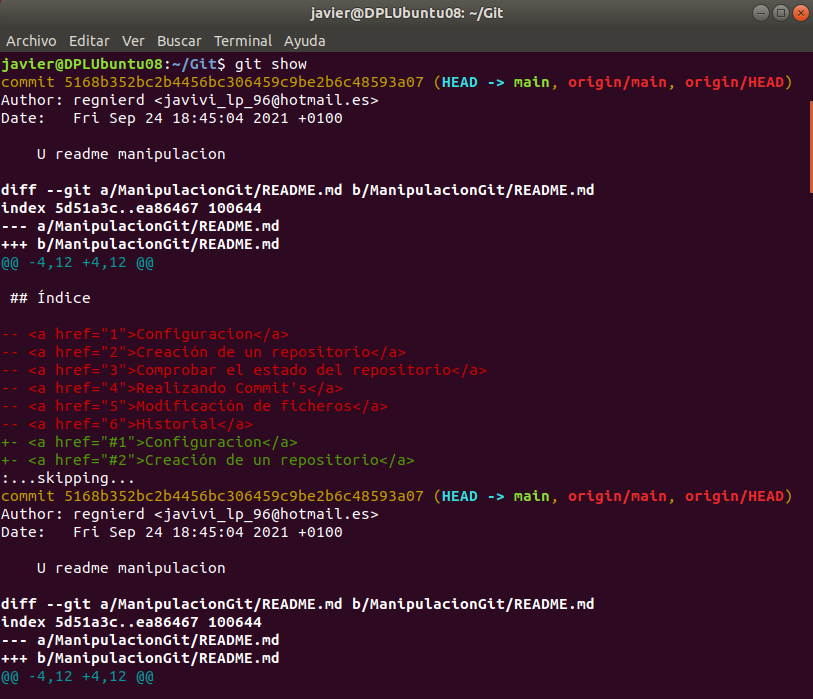 javier@DPLUbuntu08: ~/Git
Archivo Editar Ver Buscar Terminal Ayuda
javier@DPLUbuntu08:~/Git$ git show
commit 5168b352bc2b4456bc306459c9be2b6c48593a07 (HEAD -> main, origin/main, origin/HEAD)
Author: regnierd <javivi_lp_96@hotmail.es>
Date:   Fri Sep 24 18:45:04 2021 +0100
    U readme manipulacion
diff --git a/ManipulacionGit/README.md b/ManipulacionGit/README.md
index 5d51a3c..ea86467 100644
--- a/ManipulacionGit/README.md
+++ b/ManipulacionGit/README.md
@@ -4,12 +4,12 @@
 ## Índice
-- <a href="1">Configuracion</a>
-- <a href="2">Creación de un repositorio</a>
-- <a href="3">Comprobar el estado del repositorio</a>
-- <a href="4">Realizando Commit's</a>
-- <a href="5">Modificación de ficheros</a>
-- <a href="6">Historial</a>
+- <a href="#1">Configuracion</a>
+- <a href="#2">Creación de un repositorio</a>
:...skipping...
commit 5168b352bc2b4456bc306459c9be2b6c48593a07 (HEAD -> main, origin/main, origin/HEAD)
Author: regnierd <javivi_lp_96@hotmail.es>
Date:   Fri Sep 24 18:45:04 2021 +0100
    U readme manipulacion
diff --git a/ManipulacionGit/README.md b/ManipulacionGit/README.md
index 5d51a3c..ea86467 100644
--- a/ManipulacionGit/README.md
+++ b/ManipulacionGit/README.md
@@ -4,12 +4,12 @@